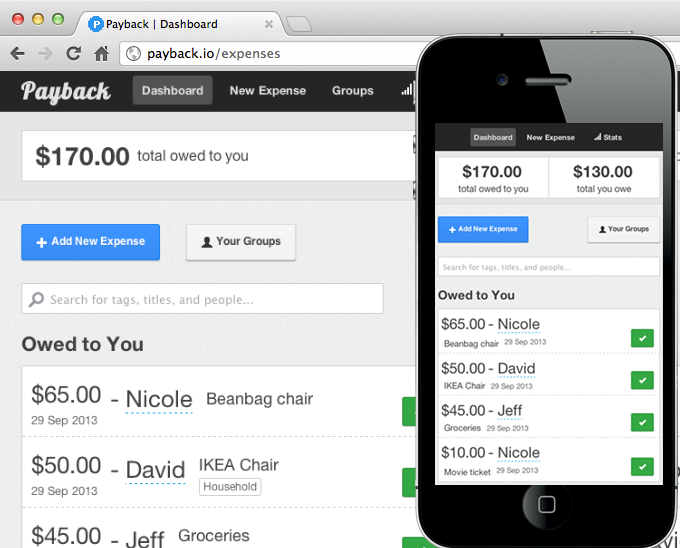 Payback | Dashboard
payback.io/expenses
Payback
Dashboard
New Expense
Groups
$170.00 total owed to you
Add New Expense
Your Groups
Search for tags, titles, and people...
Owed to You
$65.00 - Nicole Beanbag chair
29 Sep 2013
$50.00 - David IKEA Chair
29 Sep 2013 Household
$45.00 - Jeff Groceries
Dashboard
New Expense
Stats
$170.00
total owed to you
$130.00
total you owe
Add New Expense
Your Groups
Search for tags, titles, and people...
Owed to You
$65.00 - Nicole
Beanbag chair 29 Sep 2013
$50.00 - David
IKEA Chair 29 Sep 2013
$45.00 - Jeff
Groceries 29 Sep 2013
$10.00 - Nicole
Movie ticket 29 Sep 2013